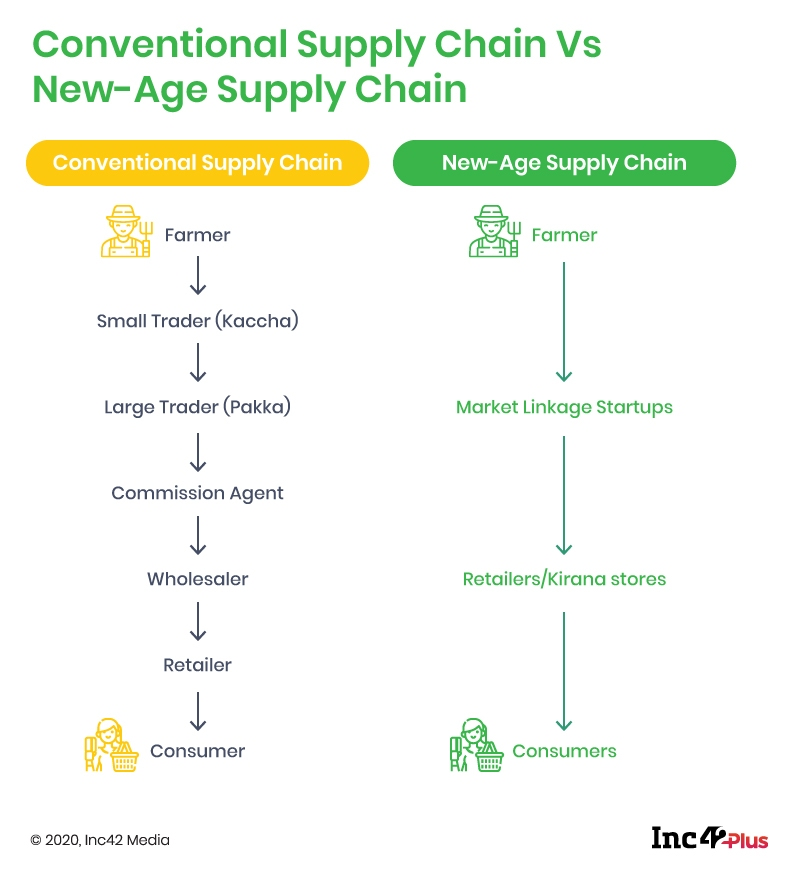 Conventional Supply Chain Vs
New-Age Supply Chain
Conventional Supply Chain
Farmer
Small Trader (Kaccha)
Large Trader (Pakka)
Commission Agent
Wholesaler
Retailer
Consumer
New-Age Supply Chain
Farmer
Market Linkage Startups
Retailers/Kirana stores
Consumers
© 2020, Inc42 Media
Inc42 Plus